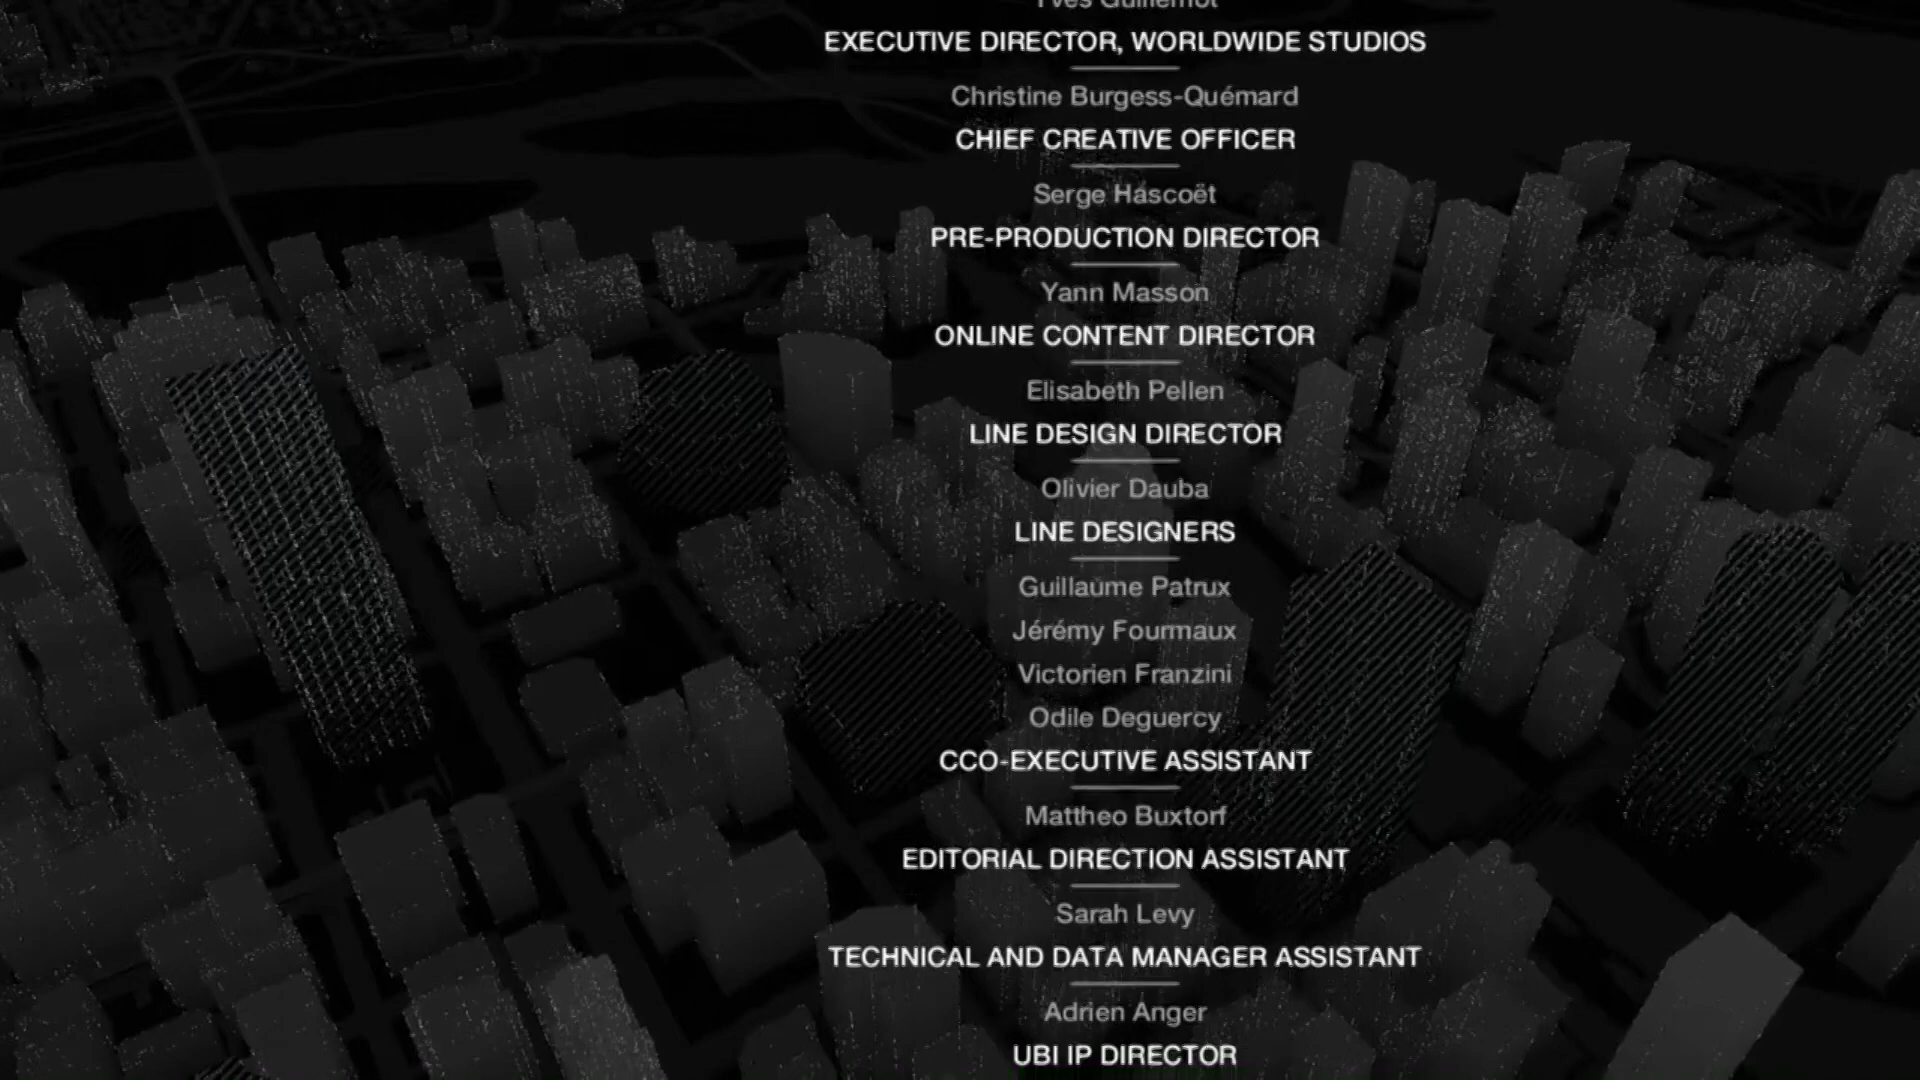 Yves Guillemot
EXECUTIVE DIRECTOR, WORLDWIDE STUDIOS
Christine Burgess-Quémard
CHIEF CREATIVE OFFICER
Serge Hascoët
PRE-PRODUCTION DIRECTOR
Yann Masson
ONLINE CONTENT DIRECTOR
Elisabeth Pellen
LINE DESIGN DIRECTOR
Olivier Dauba
LINE DESIGNERS
Guillaume Patrux
Jérémy Fourmaux
Victorien Franzini
Odile Deguercy
CCO-EXECUTIVE ASSISTANT
Mattheo Buxtorf
EDITORIAL DIRECTION ASSISTANT
Sarah Levy
TECHNICAL AND DATA MANAGER ASSISTANT
Adrien Anger
UBI IP DIRECTOR